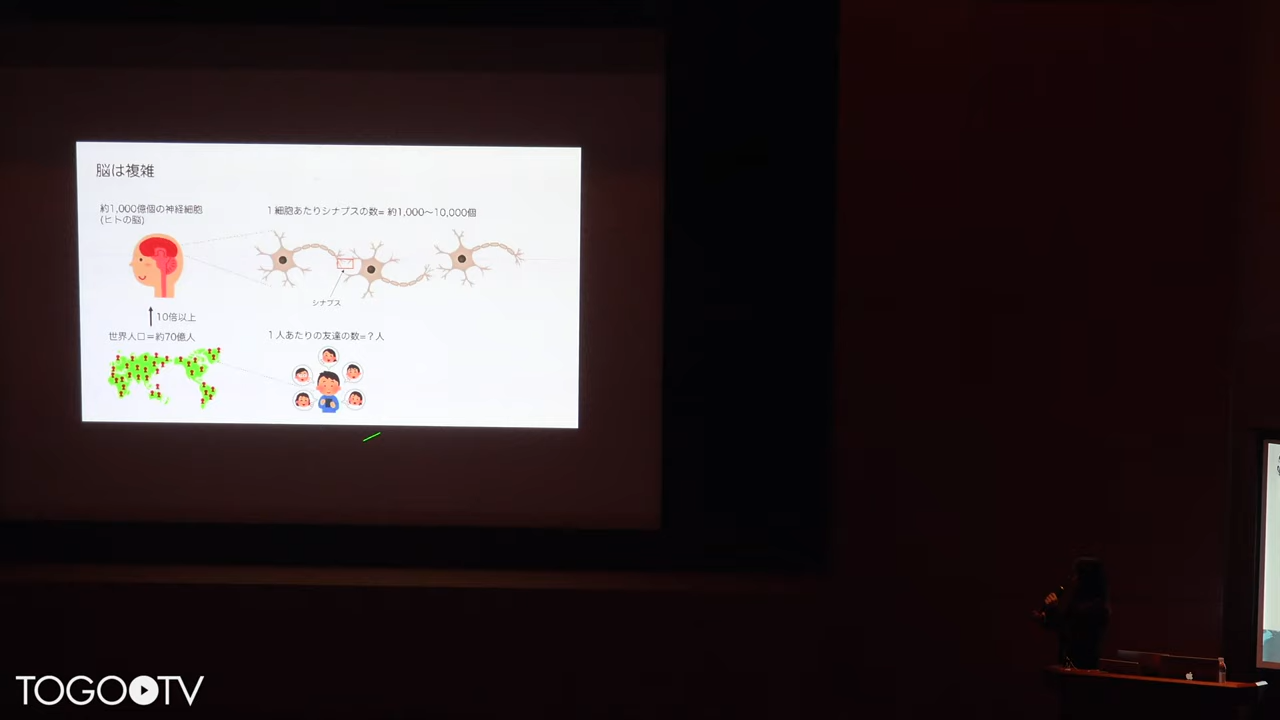 脳は複雑
約1,000億個の神経細胞
(ヒトの脳)
1細胞あたりシナプスの数= 約1,000〜10,000個
シナプス
10倍以上
世界人口＝約70億人
1人あたりの友達の数=？人
TOGOTV